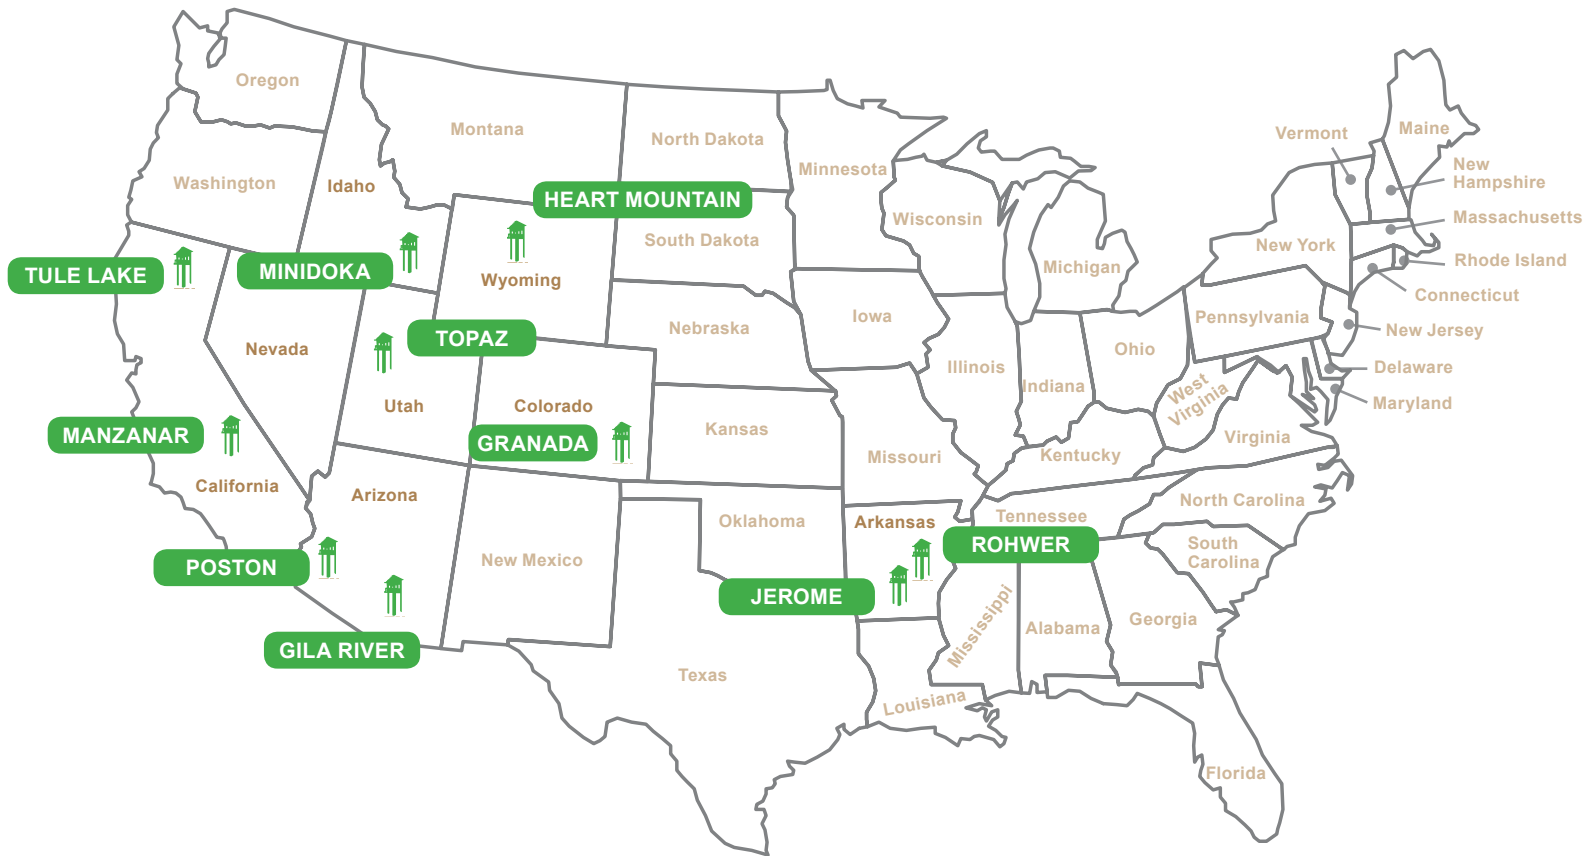 Oregon
Washington
Idaho
Montana
North Dakota
Minnesota
HEART MOUNTAIN
South Dakota
Wisconsin
Michigan
Vermont
Maine
New
Hampshire
Massachusetts
New York
Rhode Island
Connecticut
TULE LAKE
MINIDOKA
Wyoming
Nebraska
Iowa
Pennsylvania
New Jersey
Nevada
TOPAZ
Illinois
Indiana
Ohio
Delaware
Maryland
West
Virginia
Utah
Colorado
MANZANAR
GRANADA
Kansas
Missouri
Kentucky
Virginia
California
Arizona
North Carolina
Oklahoma
Arkansas
Tennessee
ROHWER
South
Carolina
POSTON
New Mexico
JEROME
Mississippi
Alabama
Georgia
GILA RIVER
Texas
Louisiana
Florida